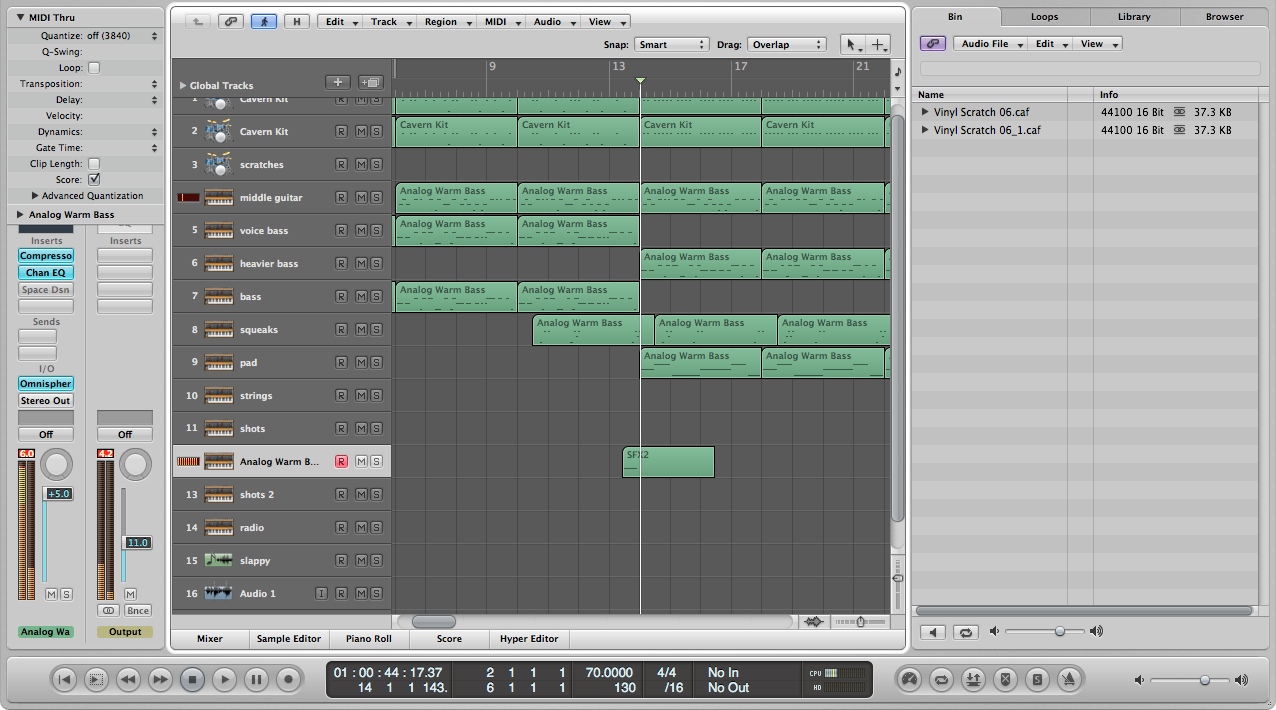 MIDI Thru
Quantize: off (3840)
Q-Swing:
Loop:
Transposition:
Delay:
Velocity:
Dynamics:
Gate Time:
Clip Length:
Score:
Advanced Quantization
Analog Warm Bass
Inserts Inserts
Compresso
Chan EQ
Space Dsn
Sends
I/O
Omnispher
Stereo Out
Off Off
6.0 4.2
+5.0
11.0
M S M
Bnce
Analog Wa Output
H Edit Track Region MIDI Audio View
Snap: Smart Drag: Overlap
9 13 17 21
Global Tracks
1 Cavern Kit R M S
2 Cavern Kit R M S Cavern Kit Cavern Kit Cavern Kit Cavern Kit
3 scratches R M S
middle guitar R M S Analog Warm Bass Analog Warm Bass Analog Warm Bass Analog Warm Bass
5 voice bass R M S Analog Warm Bass Analog Warm Bass
6 heavier bass R M S Analog Warm Bass Analog Warm Bass
7 bass R M S Analog Warm Bass Analog Warm Bass
8 squeaks R M S Analog Warm Bass Analog Warm Bass Analog Warm Bass
9 pad R M S Analog Warm Bass Analog Warm Bass
10 strings R M S
11 shots R M S
Analog Warm B... R M S SFX2
13 shots 2 R M S
14 radio R M S
15 slappy R M S
16 Audio 1 I R M S
Mixer Sample Editor Piano Roll Score Hyper Editor
Bin Loops Library Browser
Audio File Edit View
Name Info
Vinyl Scratch 06.caf 44100 16 Bit 37.3 KB
Vinyl Scratch 06_1.caf 44100 16 Bit 37.3 KB
01 : 00 : 44 : 17.37 2 1 1 1 70.0000 4/4 No In CPU
14 1 1 143. 6 1 1 1 130 /16 No Out HD
S